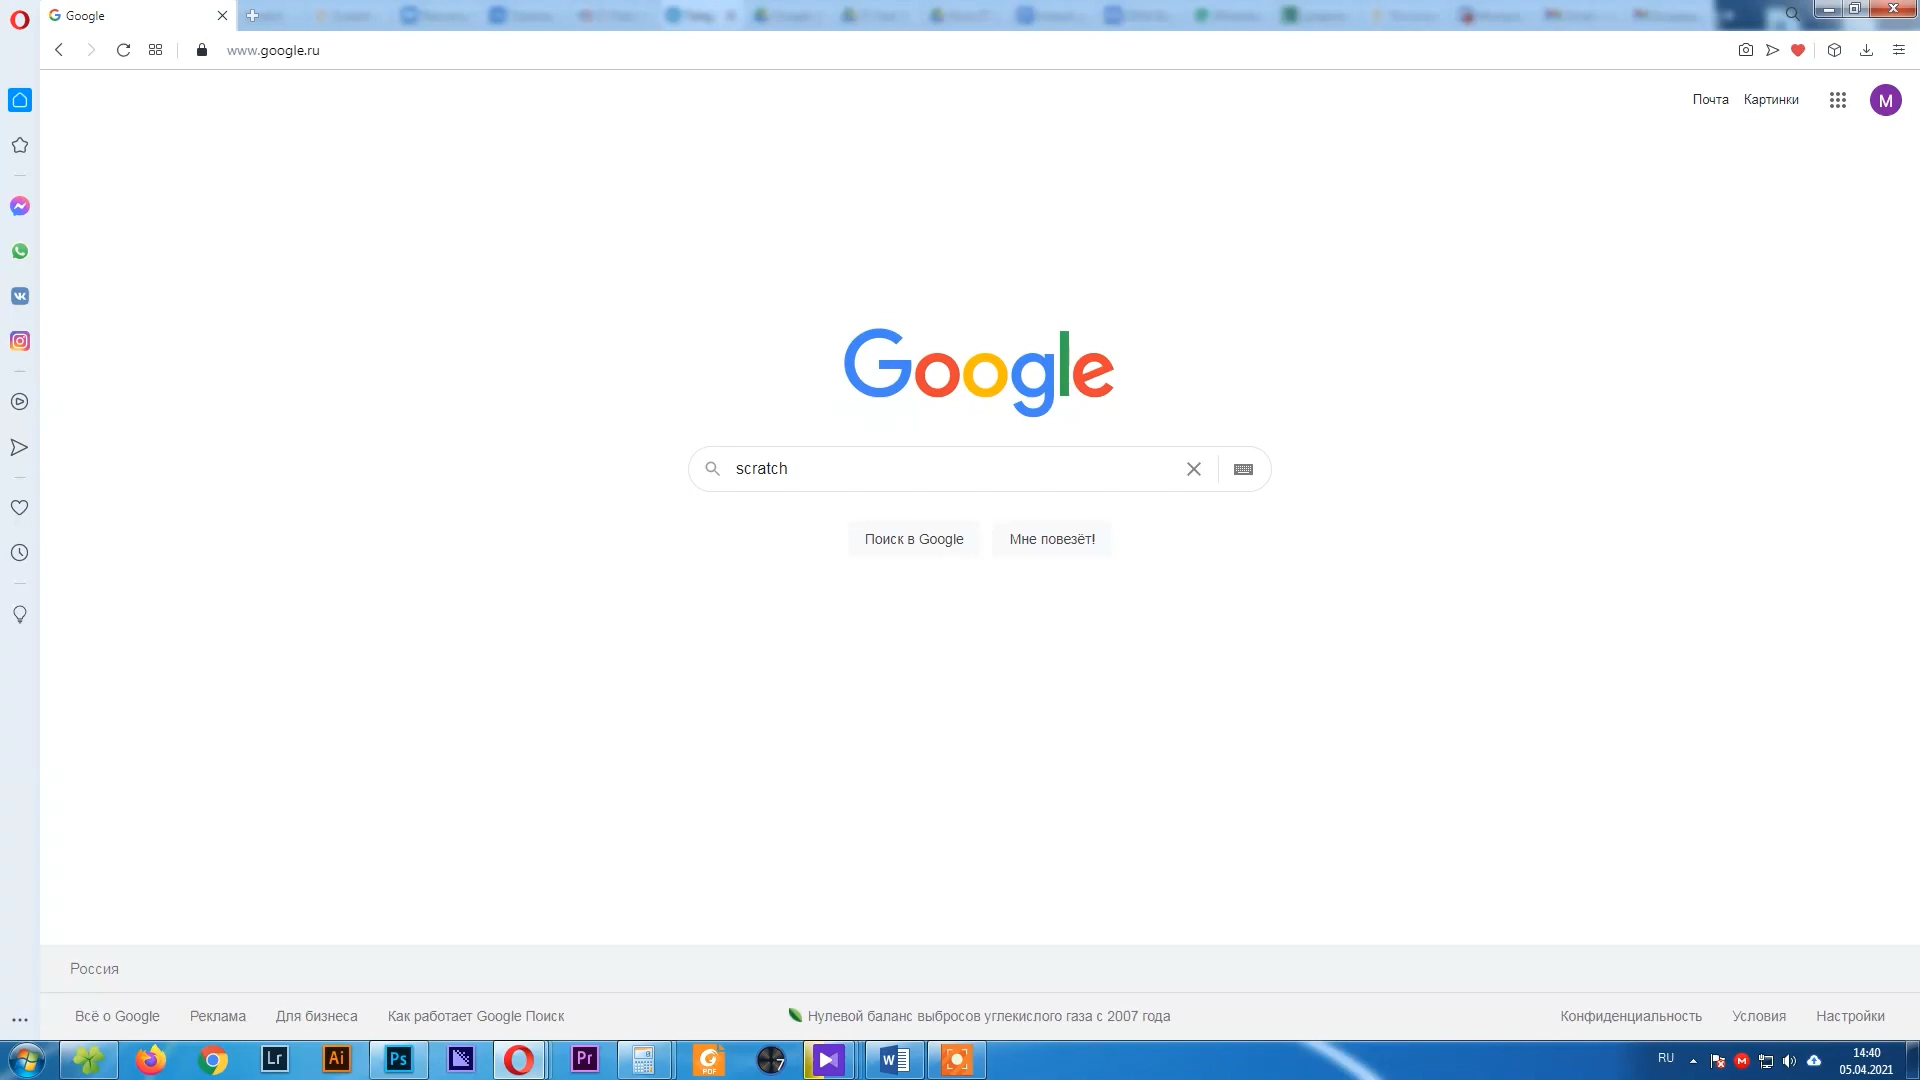 Google
www.google.ru
Почта Картинки
M
Google
scratch
Поиск в Google
Мне повезёт!
Россия
Всё о Google Реклама Для бизнеса Как работает Google Поиск
Нулевой баланс выбросов углекислого газа с 2007 года
Конфиденциальность Условия Настройки
Lr
Ai
Ps
Pr
PDF
7
W
RU
M
14:40
05.04.2021